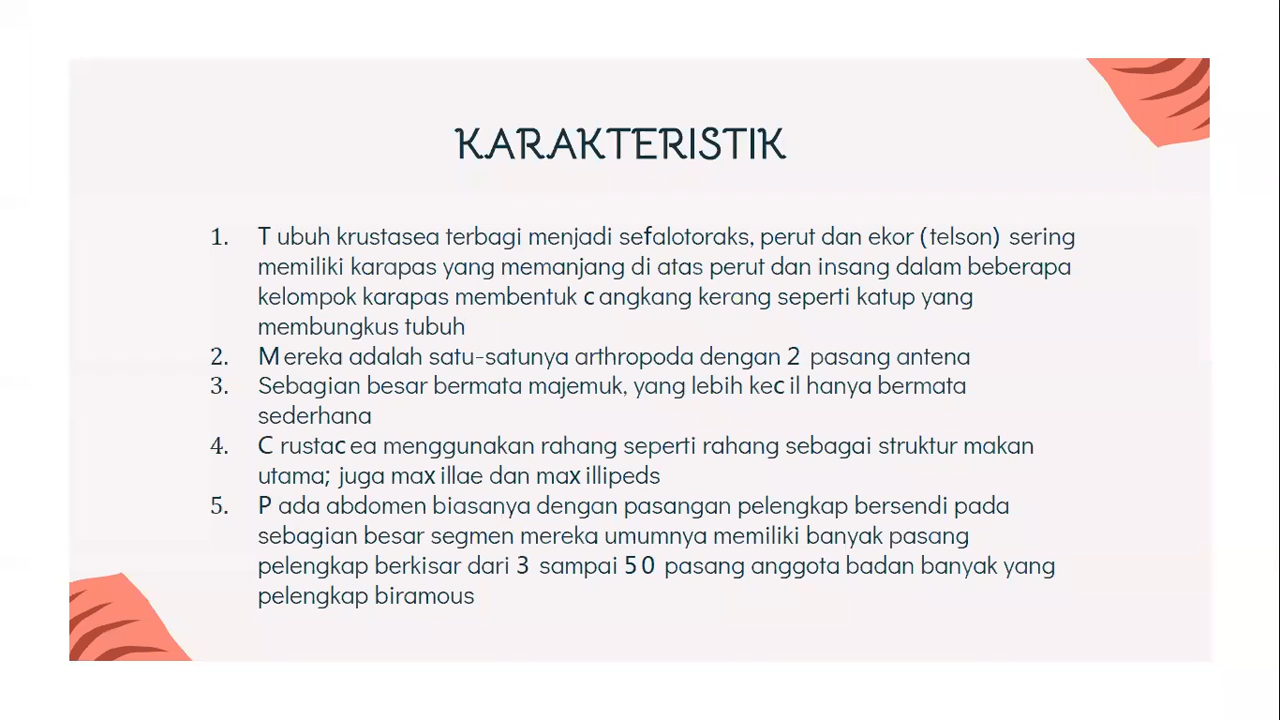 KARAKTERISTIK
1. Tubuh krustasea terbagi menjadi sefalotoraks, perut dan ekor (telson) sering
memiliki karapas yang memanjang di atas perut dan insang dalam beberapa
kelompok karapas membentuk cangkang kerang seperti katup yang
membungkus tubuh
2. Mereka adalah satu-satunya arthropoda dengan 2 pasang antena
3. Sebagian besar bermata majemuk, yang lebih kecil hanya bermata
sederhana
4. Crustacea menggunakan rahang seperti rahang sebagai struktur makan
utama; juga maxillae dan maxillipeds
5. Pada abdomen biasanya dengan pasangan pelengkap bersendi pada
sebagian besar segmen mereka umumnya memiliki banyak pasang
pelengkap berkisar dari 3 sampai 50 pasang anggota badan banyak yang
pelengkap biramous